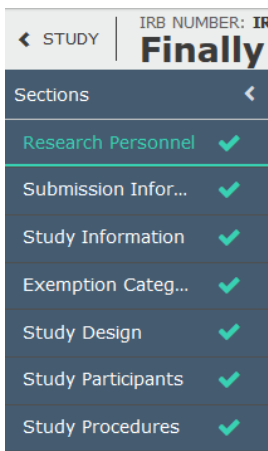 STUDY
IRB NUMBER: IR
Finally
Sections
Research Personnel
Submission Infor...
Study Information
Exemption Categ...
Study Design
Study Participants
Study Procedures